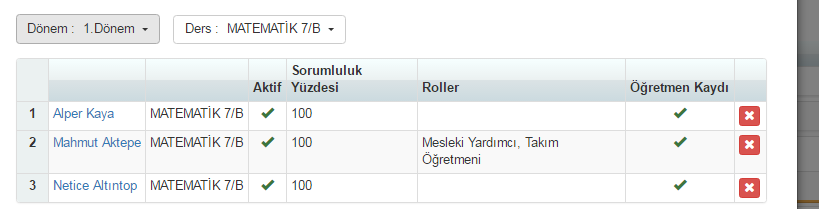 Dönem : 1.Dönem
Ders : MATEMATİK 7/B
Aktif Sorumluluk Yüzdesi Roller Öğretmen Kaydı
1 Alper Kaya MATEMATİK 7/B 100
2 Mahmut Aktepe MATEMATİK 7/B 100 Mesleki Yardımcı, Takım
Öğretmeni
3 Netice Altıntop MATEMATİK 7/B 100